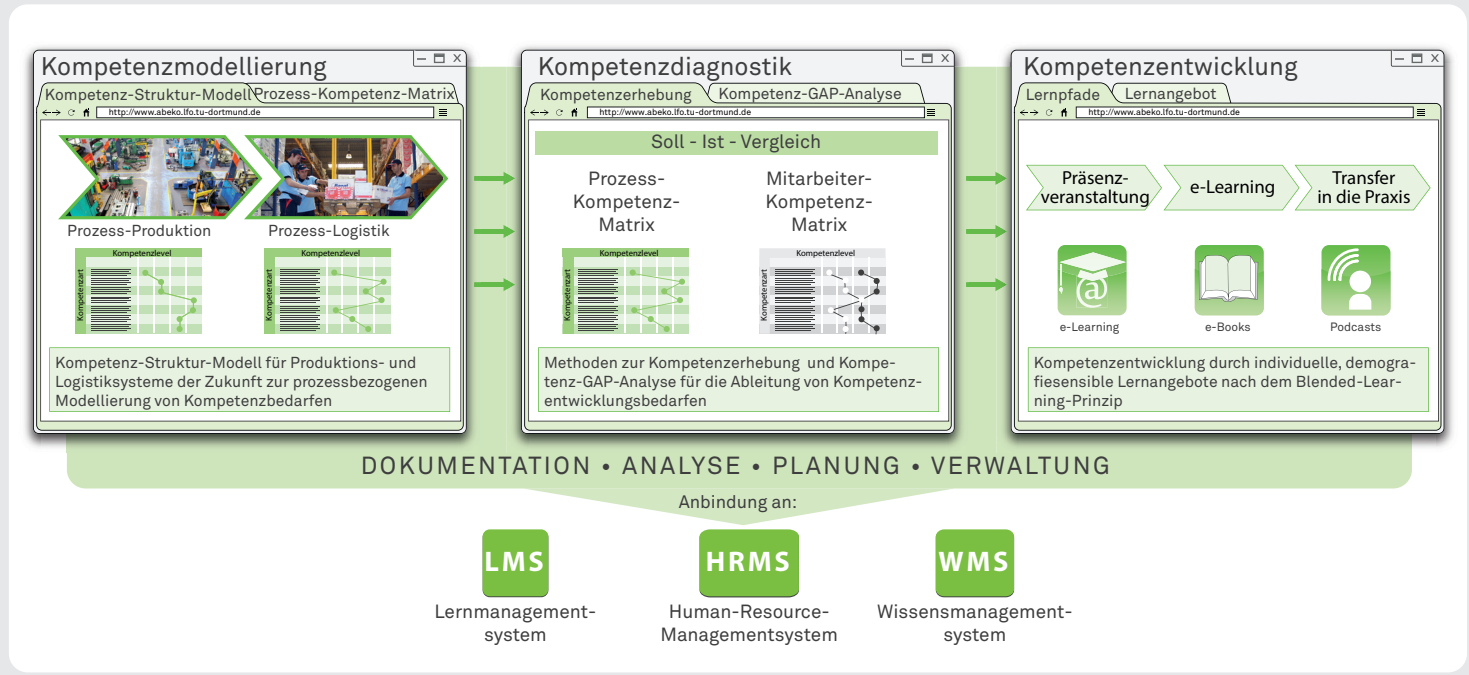 Kompetenzmodellierung
Kompetenz-Struktur-Modell
Prozess-Kompetenz-Matrix
http://www.abeko.lfo.tu-dortmund.de
Prozess-Produktion
Prozess-Logistik
Kompetenzlevel
Kompetenzart
Kompetenzlevel
Kompetenzart
Kompetenz-Struktur-Modell für Produktions- und
Logistiksysteme der Zukunft zur prozessbezogenen
Modellierung von Kompetenzbedarfen
Kompetenzdiagnostik
Kompetenzerhebung
Kompetenz-GAP-Analyse
http://www.abeko.lfo.tu-dortmund.de
Soll - Ist - Vergleich
Prozess-
Kompetenz-
Matrix
Mitarbeiter-
Kompetenz-
Matrix
Kompetenzlevel
Kompetenzart
Kompetenzlevel
Kompetenzart
Methoden zur Kompetenzerhebung und Kompe-
tenz-GAP-Analyse für die Ableitung von Kompetenz-
entwicklungsbedarfen
Kompetenzentwicklung
Lernpfade
Lernangebot
http://www.abeko.lfo.tu-dortmund.de
Präsenz-
veranstaltung
e-Learning
Transfer
in die Praxis
@
e-Learning
e-Books
Podcasts
Kompetenzentwicklung durch individuelle, demogra-
fiesensible Lernangebote nach dem Blended-Lear-
ning-Prinzip
DOKUMENTATION • ANALYSE • PLANUNG • VERWALTUNG
Anbindung an:
LMS
Lernmanagement-
system
HRMS
Human-Resource-
Managementsystem
WMS
Wissensmanagement-
system